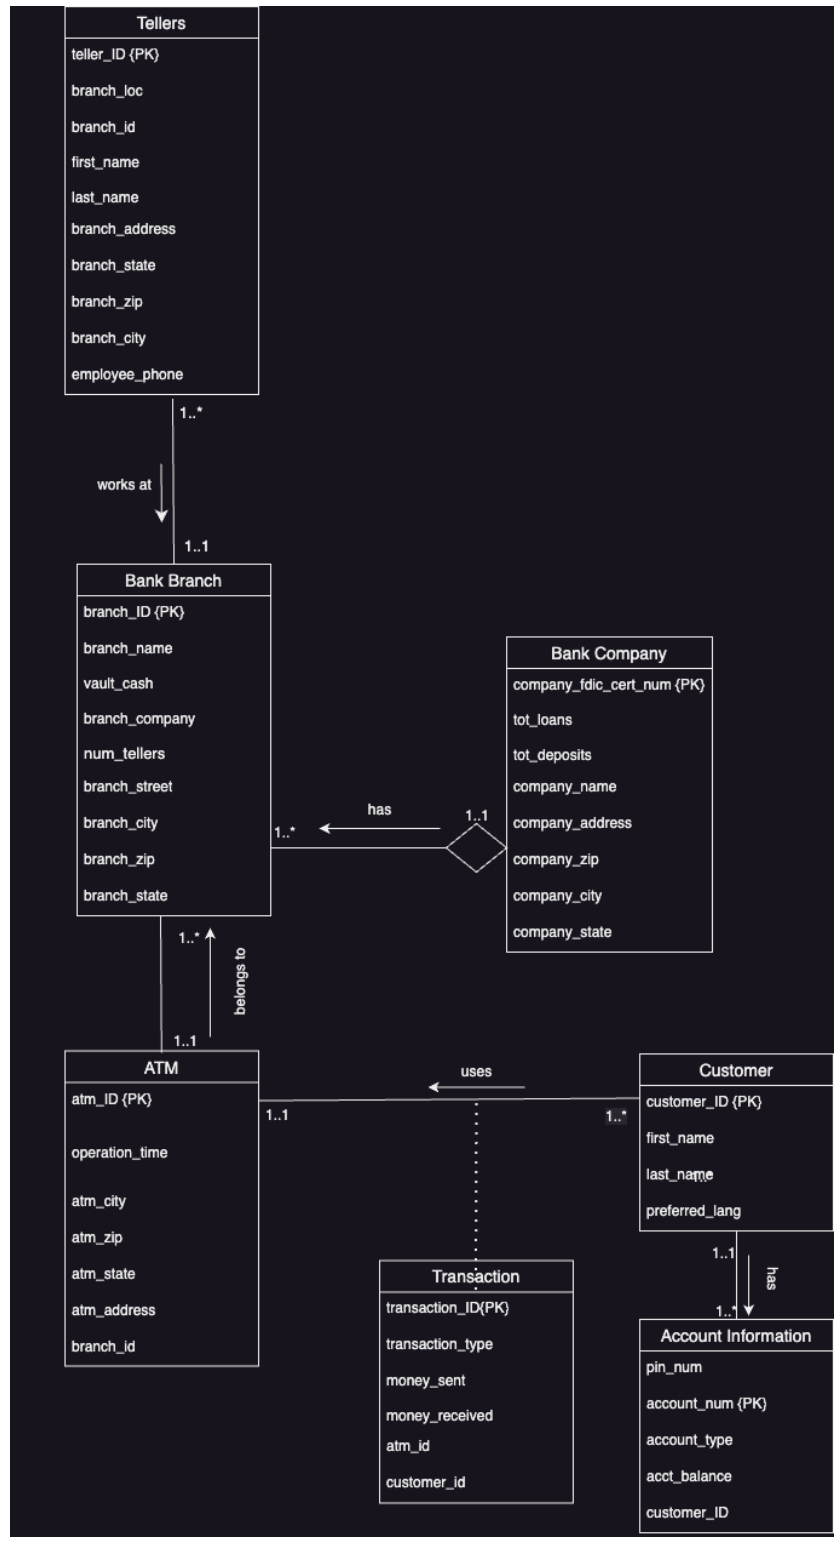 Tellers
teller_ID {PK}
branch_loc
branch_id
first_name
last_name
branch_address
branch_state
branch_zip
branch_city
employee_phone
1..*
works at
1..1
Bank Branch
branch_ID {PK}
branch_name
vault_cash
branch_company
num_tellers
branch_street
branch_city
branch_zip
branch_state
Bank Company
company_fdic_cert_num {PK}
tot_loans
tot_deposits
company_name
company_address
company_zip
company_city
company_state
has
1..1
1..*
1..*
belongs to
1..1
ATM
atm_ID {PK}
operation_time
atm_city
atm_zip
atm_state
atm_address
branch_id
uses
1..1
1..*
Customer
customer_ID {PK}
first_name
last_name
preferred_lang
1..1
has
1..*
Transaction
transaction_ID{PK}
transaction_type
money_sent
money_received
atm_id
customer_id
Account Information
pin_num
account_num {PK}
account_type
acct_balance
customer_ID